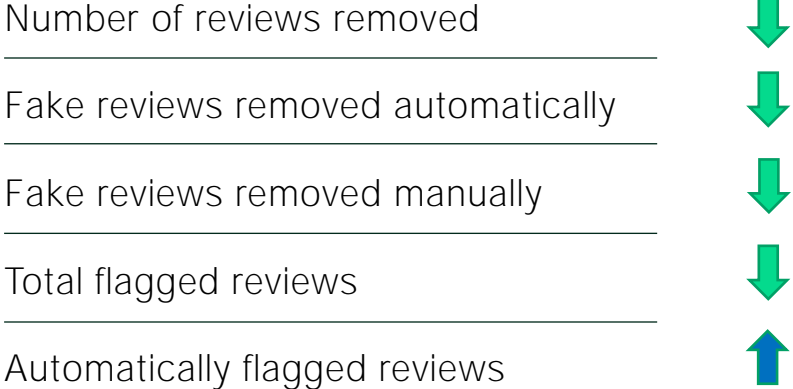 Number of reviews removed
Fake reviews removed automatically
Fake reviews removed manually
Total flagged reviews
Automatically flagged reviews